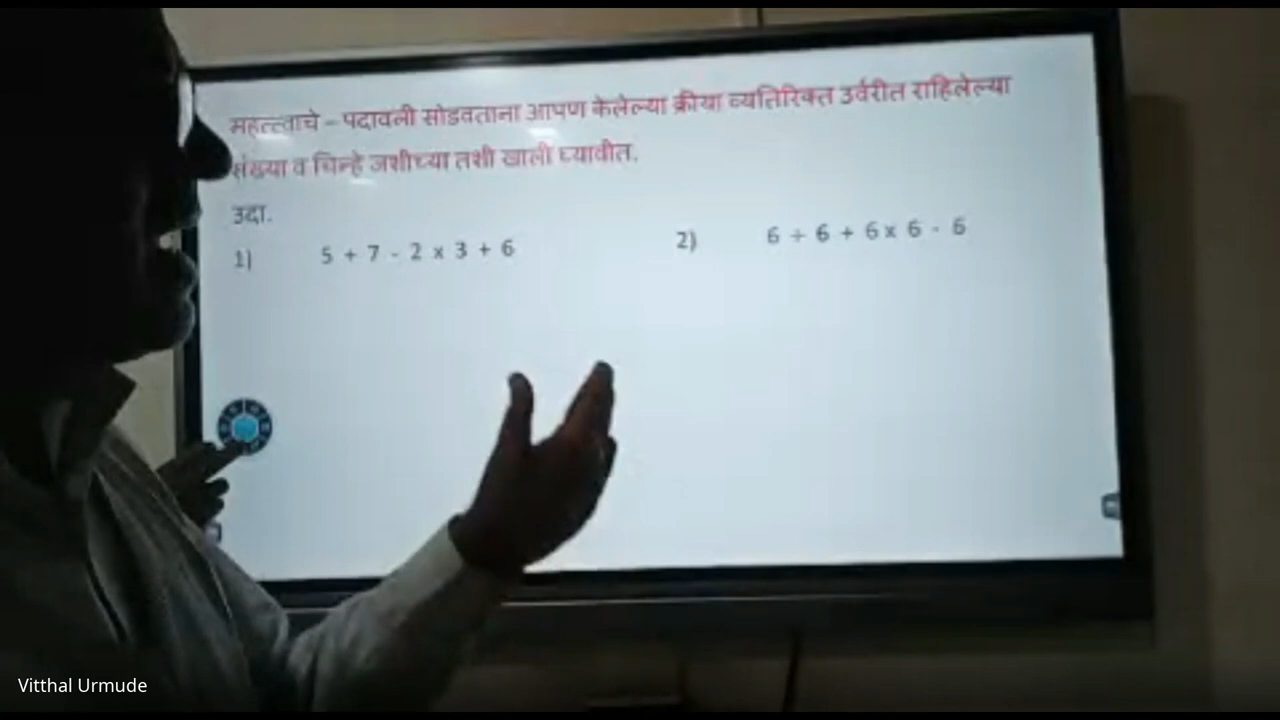 महत्त्वाचे – पदावली सोडवताना आपण केलेल्या क्रीया व्यतिरिक्त उर्वरीत राहिलेल्या
संख्या व चिन्हे जशीच्या तशी खाली घ्यावीत.
उदा.
1) 5 + 7 - 2 x 3 + 6 2) 6 ÷ 6 + 6 x 6 - 6
Vitthal Urmude